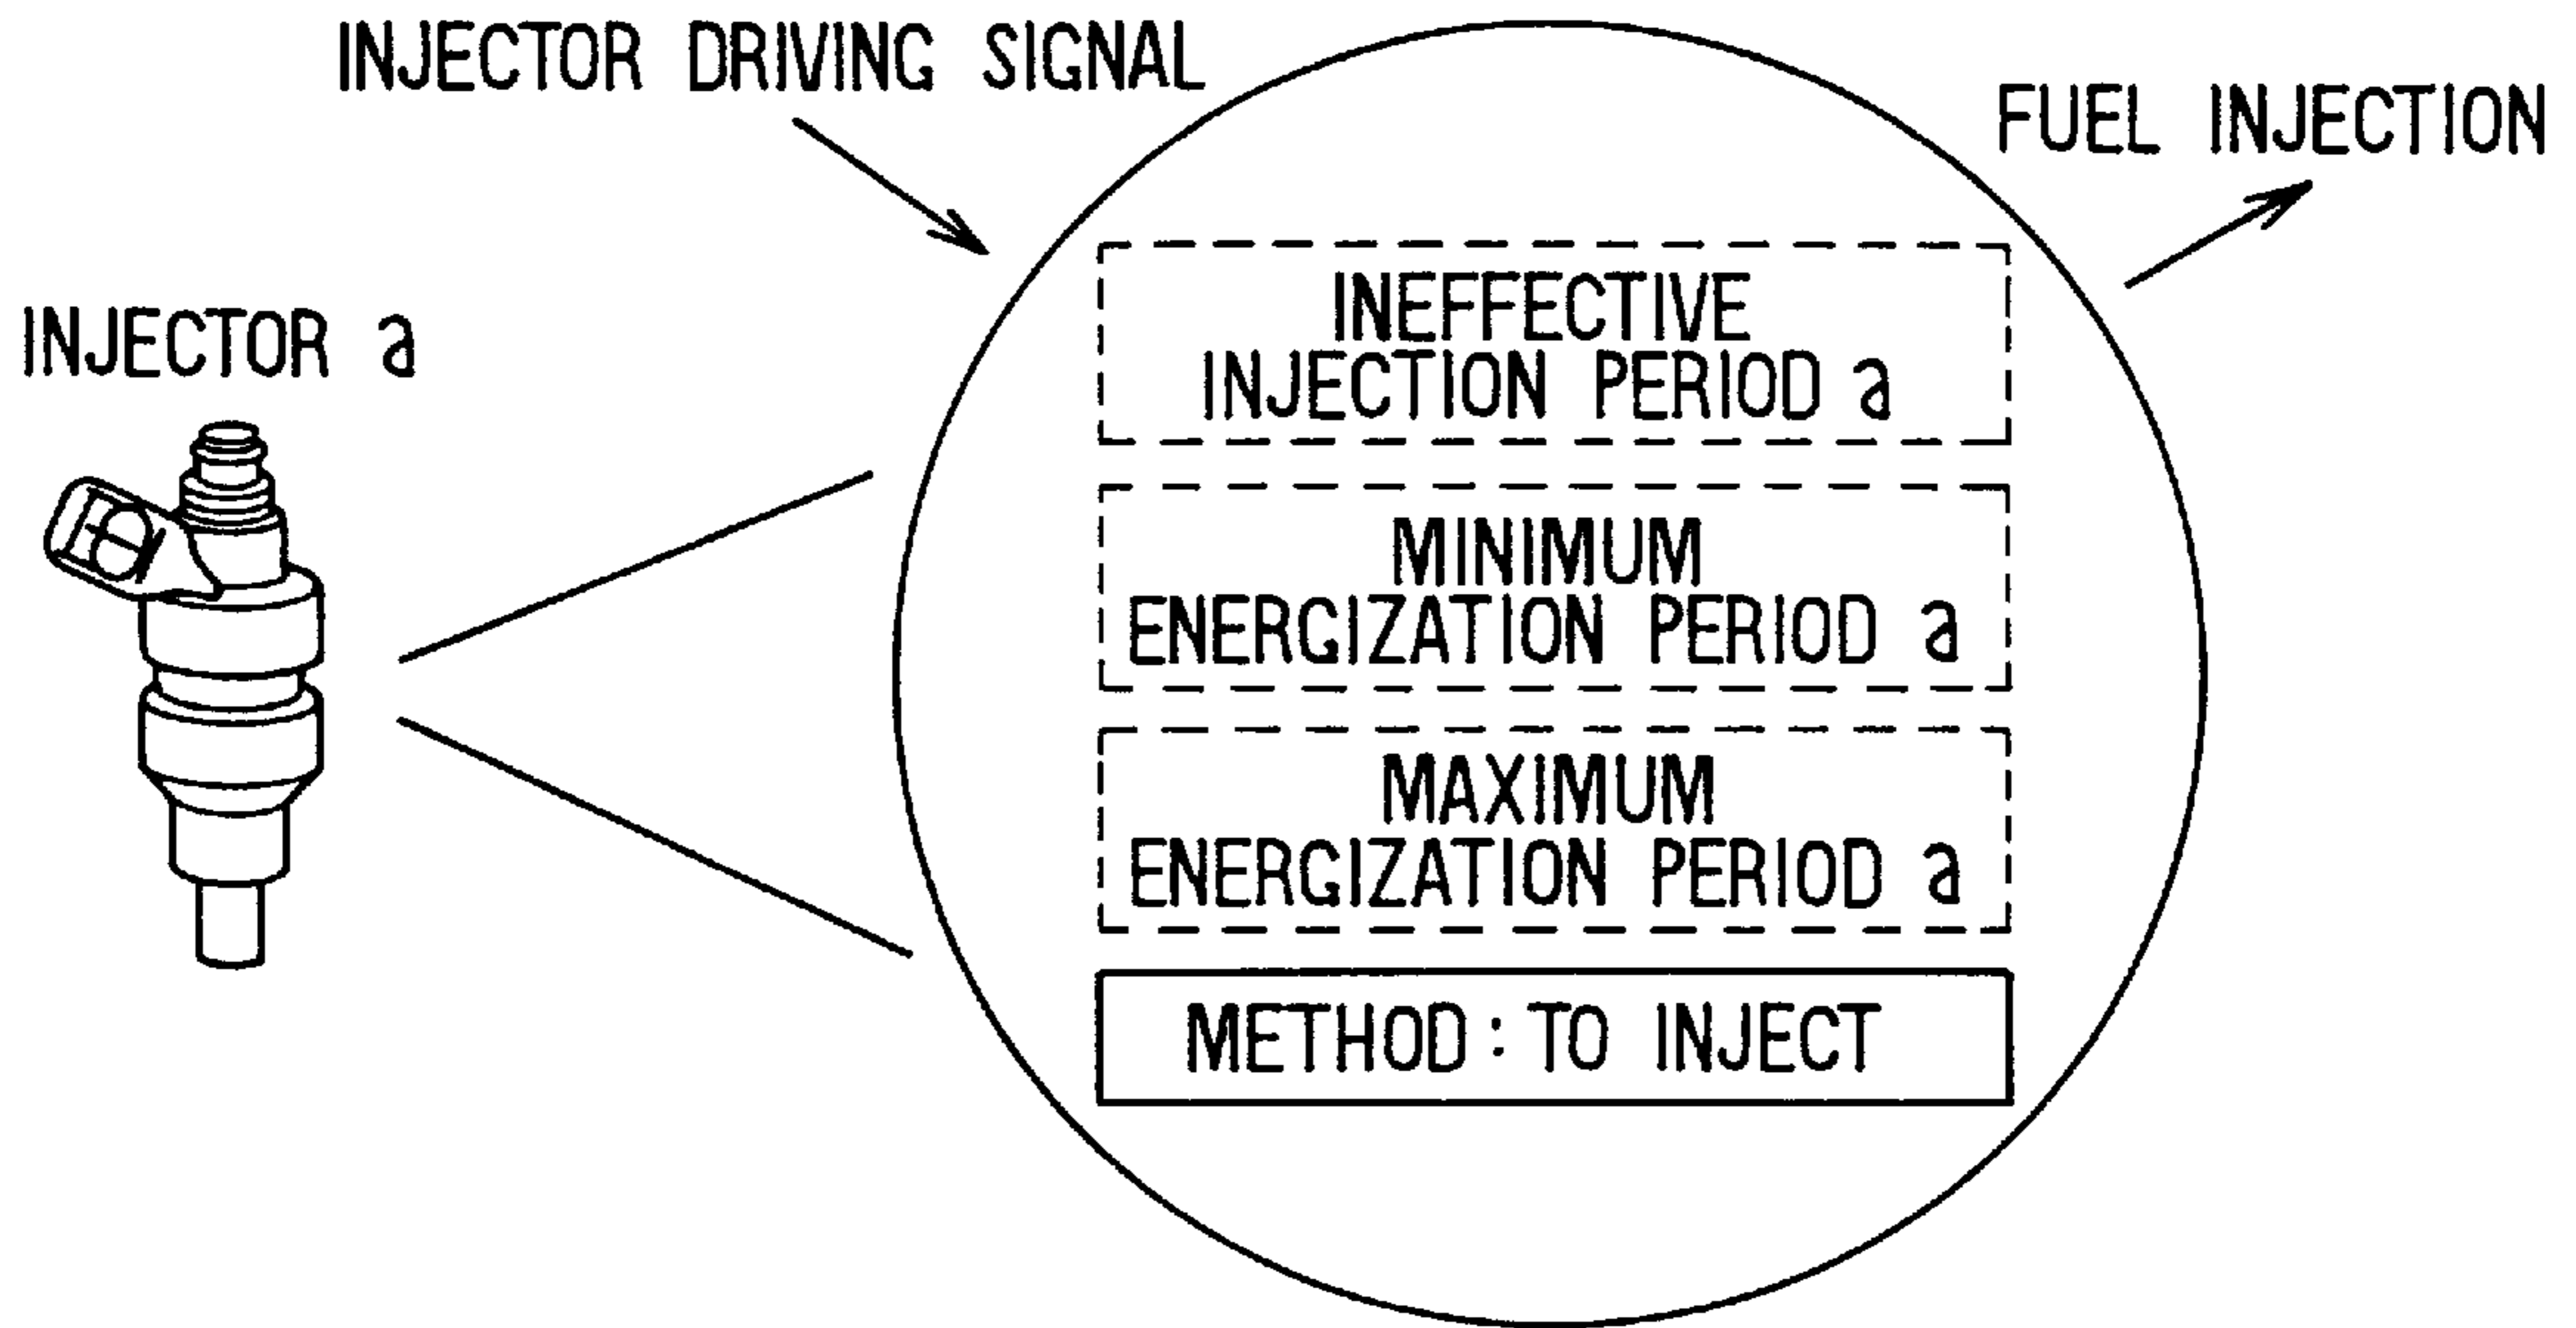 INJECTOR DRIVING SIGNAL
FUEL INJECTION
INJECTOR a
INEFFECTIVE
INJECTION PERIOD a
MINIMUM
ENERGIZATION PERIOD a
MAXIMUM
ENERGIZATION PERIOD a
METHOD : TO INJECT